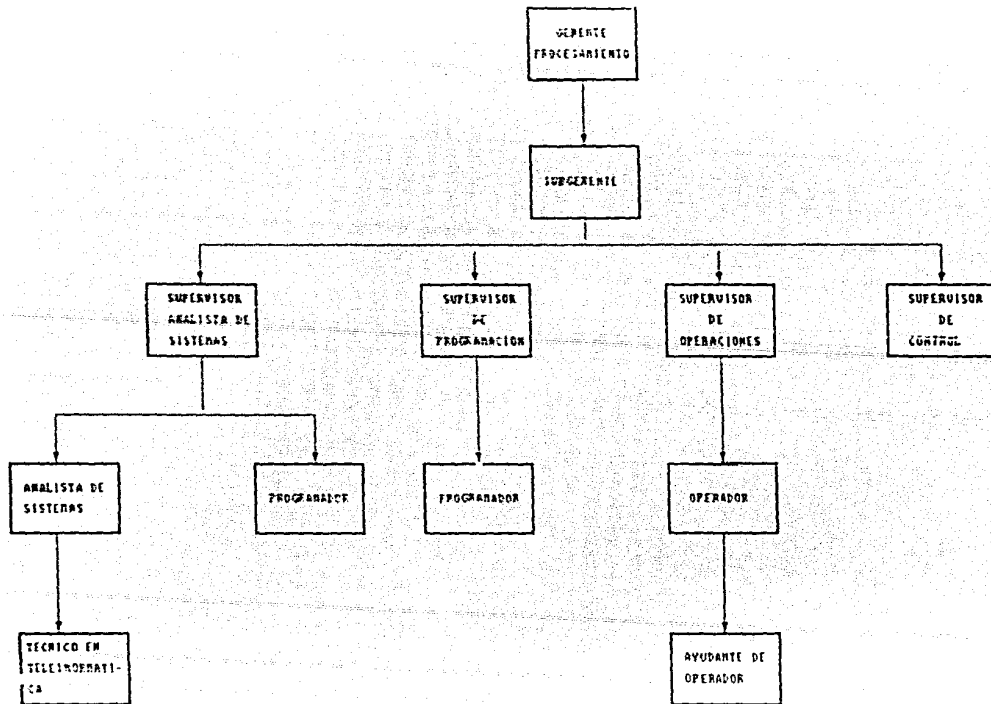 GERENTE
PROCESAMIENTO
SUBGERENTE
SUPERVISOR
ANALISTA DE
SISTEMAS
SUPERVISOR
DE
PROGRAMACION
SUPERVISOR
DE
OPERACIONES
SUPERVISOR
DE
CONTROL
ANALISTA DE
SISTEMAS
PROGRAMADOR
PROGRAMADOR
OPERADOR
TECNICO EN
TELEINFORMATI-
CA
AYUDANTE DE
OPERADOR